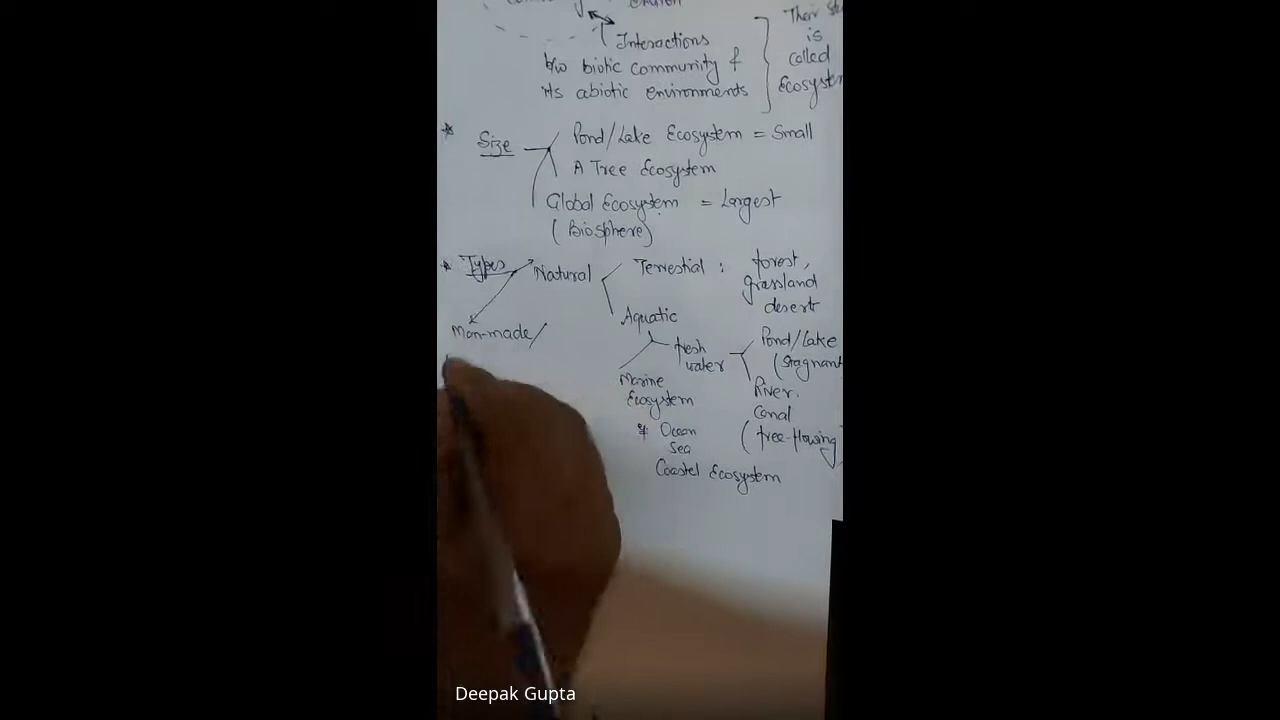 Interactions
b/w biotic community &
its abiotic environments
Their
is
called
Ecosystem
* Size
Pond/Lake Ecosystem = Small
A Tree Ecosystem
Global Ecosystem = Largest
(Biosphere)
* Types
Natural
Terrestial : forest,
grassland
desert
Man-made/
Aquatic
fresh
water
Pond/Lake
(Stagnant
River,
Canal
(free-flowing)
Marine
Ecosystem
Ocean
Sea
Coastel Ecosystem
Deepak Gupta